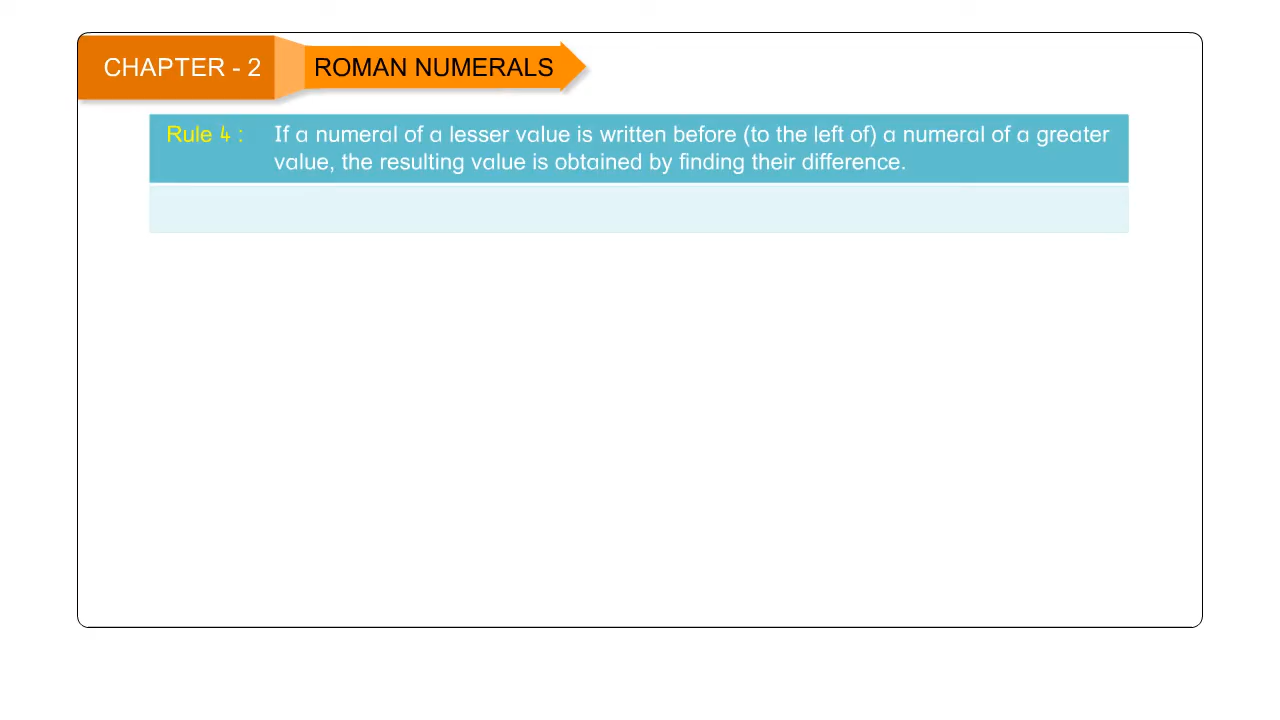 CHAPTER - 2
ROMAN NUMERALS
Rule 4 : If a numeral of a lesser value is written before (to the left of) a numeral of a greater
value, the resulting value is obtained by finding their difference.